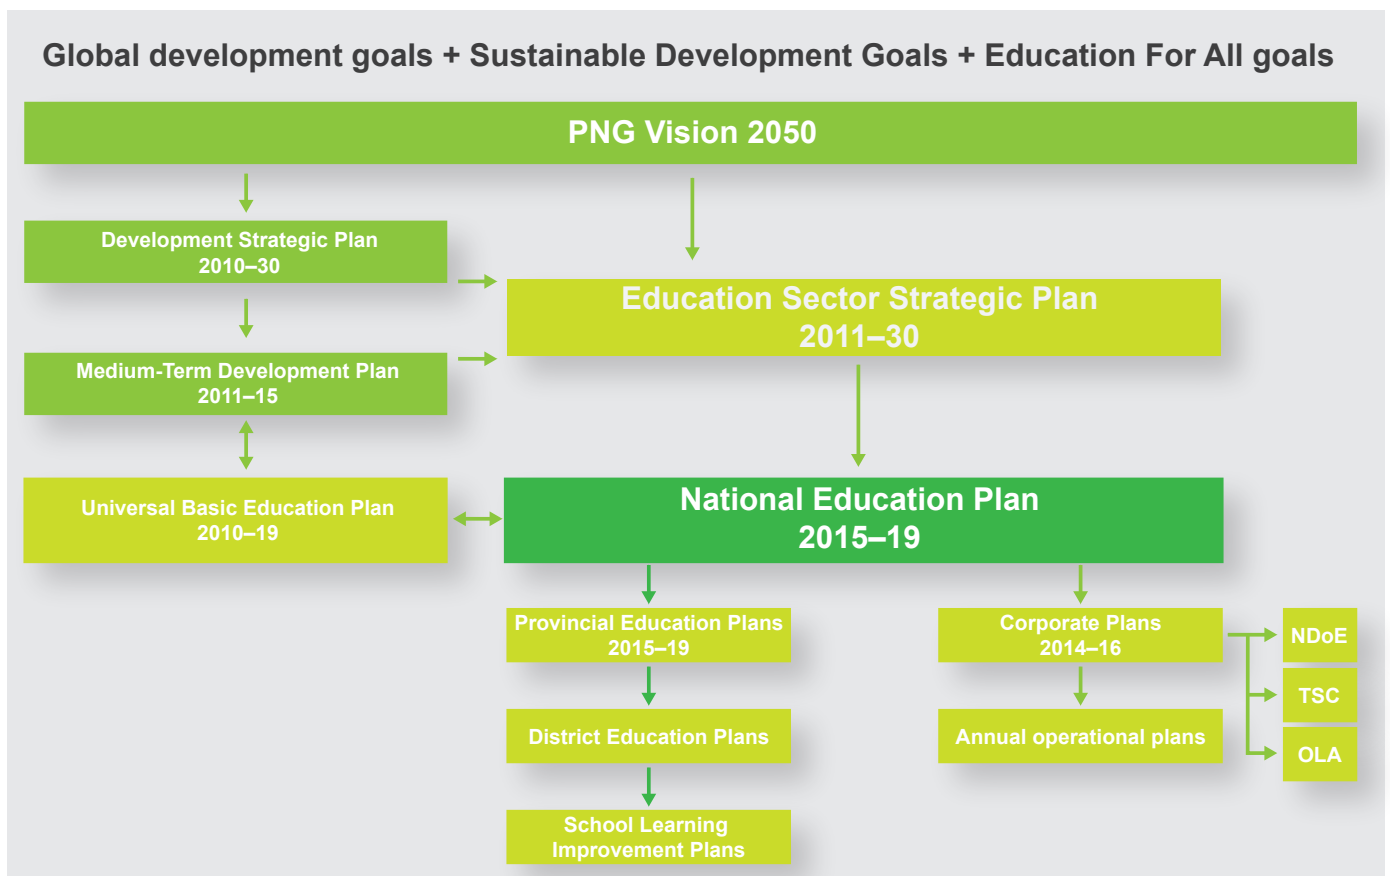 Global development goals + Sustainable Development Goals + Education For All goals
PNG Vision 2050
Development Strategic Plan
2010–30
Education Sector Strategic Plan
2011–30
Medium-Term Development Plan
2011–15
Universal Basic Education Plan
2010–19
National Education Plan
2015–19
Provincial Education Plans
2015–19
Corporate Plans
2014–16
NDoE
TSC
OLA
District Education Plans
Annual operational plans
School Learning
Improvement Plans